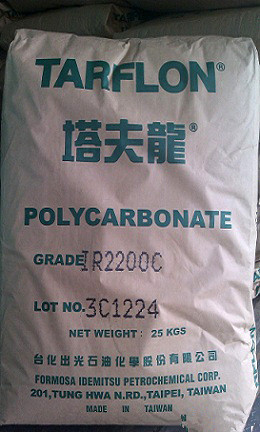 TARFLON®
塔夫龍®
POLYCARBONATE
GRADE IR2200C
LOT NO. 3C1224
NET WEIGHT : 25 KGS
台化出光石油化學股份有限公司
FORMOSA IDEMITSU PETROCHEMICAL CORP.
201,TUNG HWA N.RD.,TAIPEI, TAIWAN
MADE IN TAIWAN